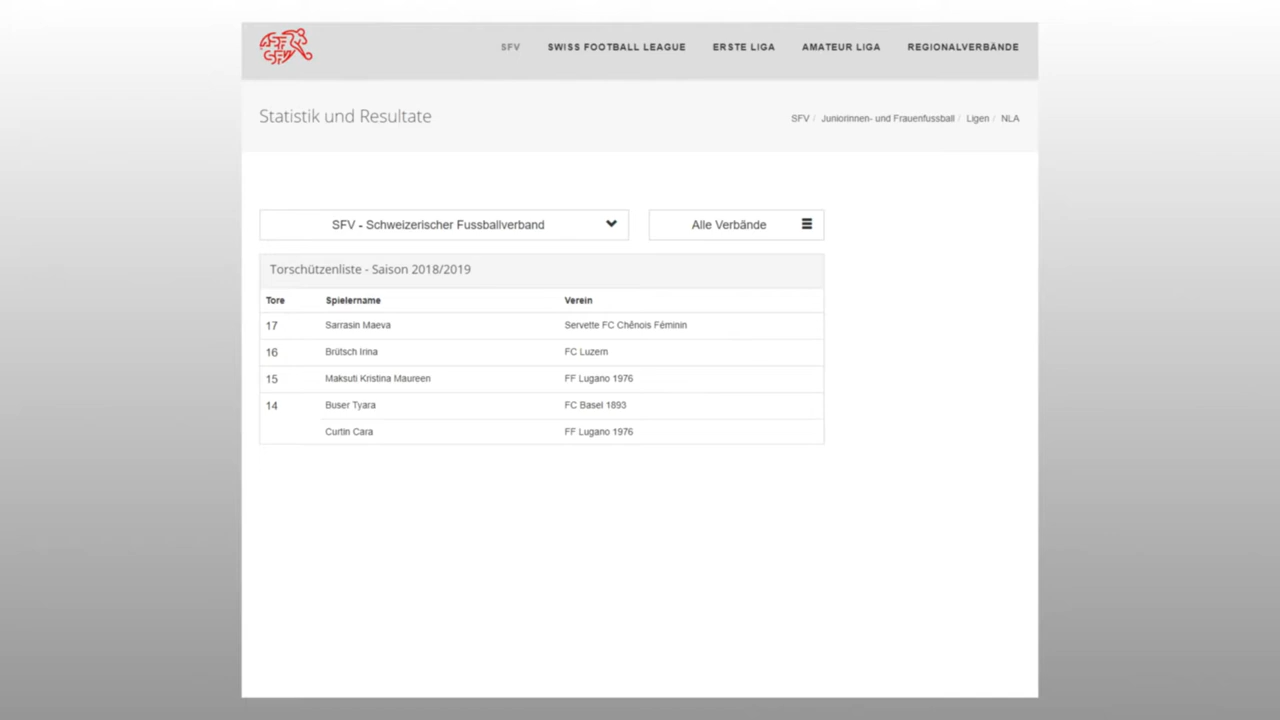 ASF
SFV
SFV SWISS FOOTBALL LEAGUE ERSTE LIGA AMATEUR LIGA REGIONALVERBÄNDE
Statistik und Resultate
SFV / Juniorinnen- und Frauenfussball / Ligen / NLA
SFV - Schweizerischer Fussballverband
Alle Verbände
Torschützenliste - Saison 2018/2019
Tore Spielername Verein
17 Sarrasin Maeva Servette FC Chênois Féminin
16 Brütsch Irina FC Luzern
15 Maksuti Kristina Maureen FF Lugano 1976
14 Buser Tyara FC Basel 1893
Curtin Cara FF Lugano 1976